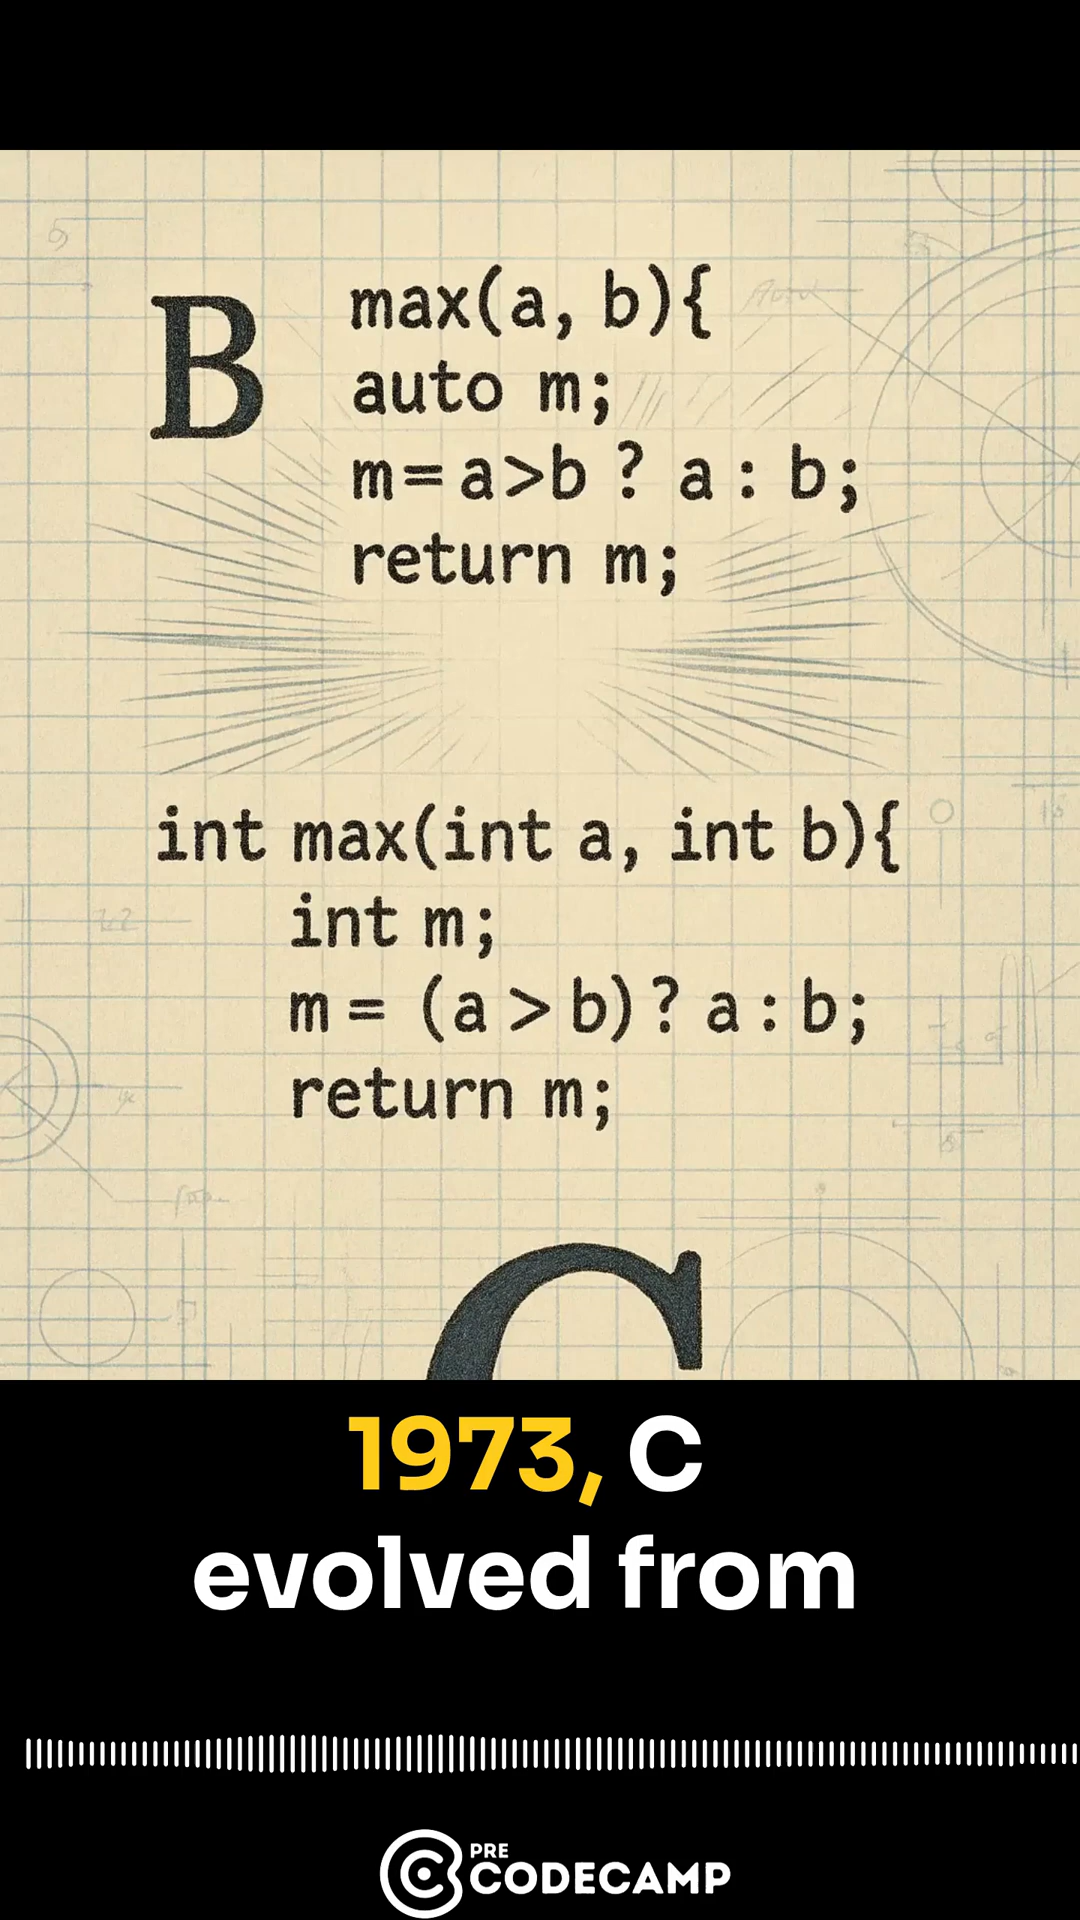 B
max(a, b){
auto m;
m=a>b ? a : b;
return m;
int max(int a, int b){
int m;
m = (a > b)? a : b;
return m;
C
1973, C
evolved from
PRE
CODECAMP